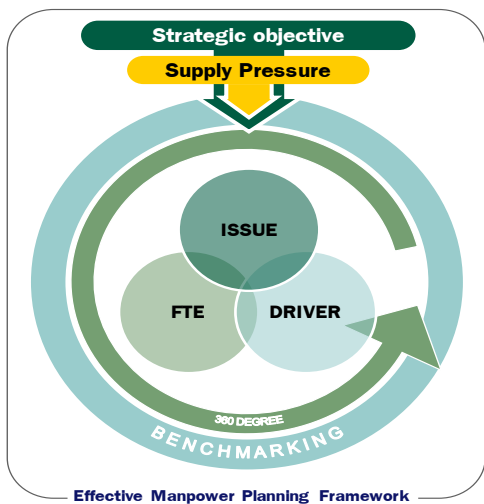 Strategic objective
Supply Pressure
ISSUE
FTE
DRIVER
360 DEGREE
BENCHMARKING
Effective Manpower Planning Framework